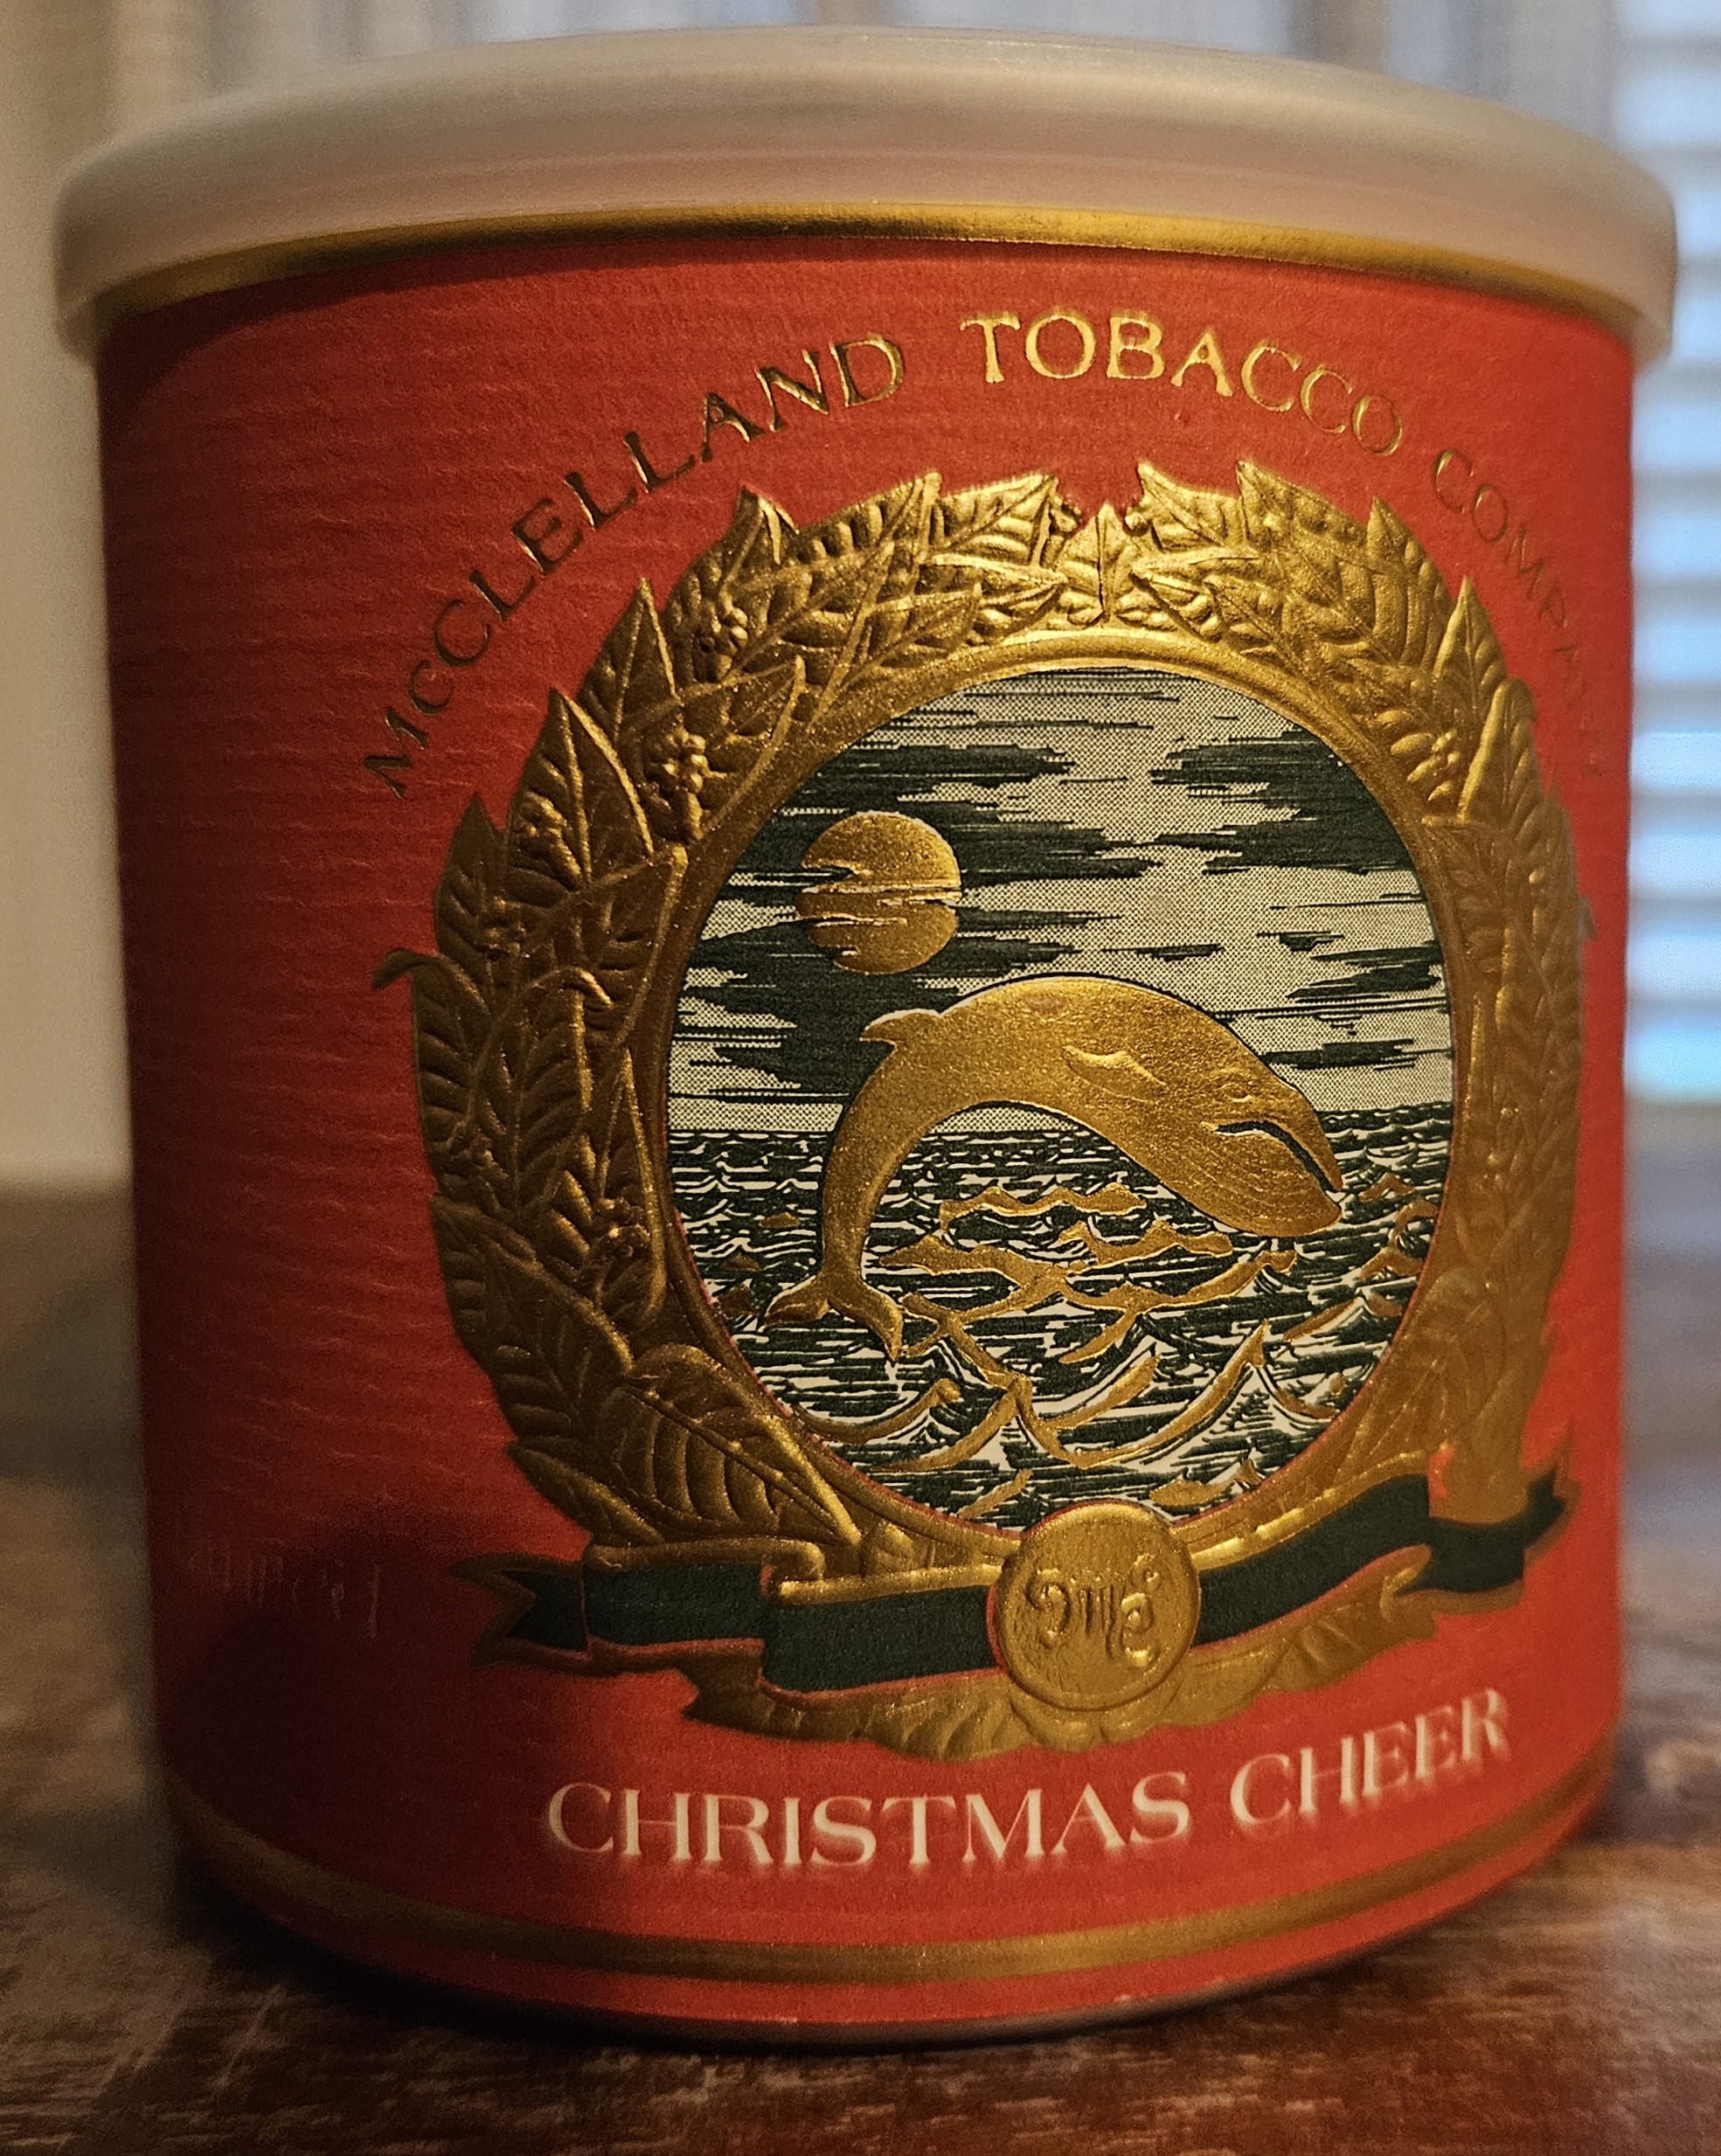 McCLELLAND TOBACCO COMPANY
CHRISTMAS CHEER